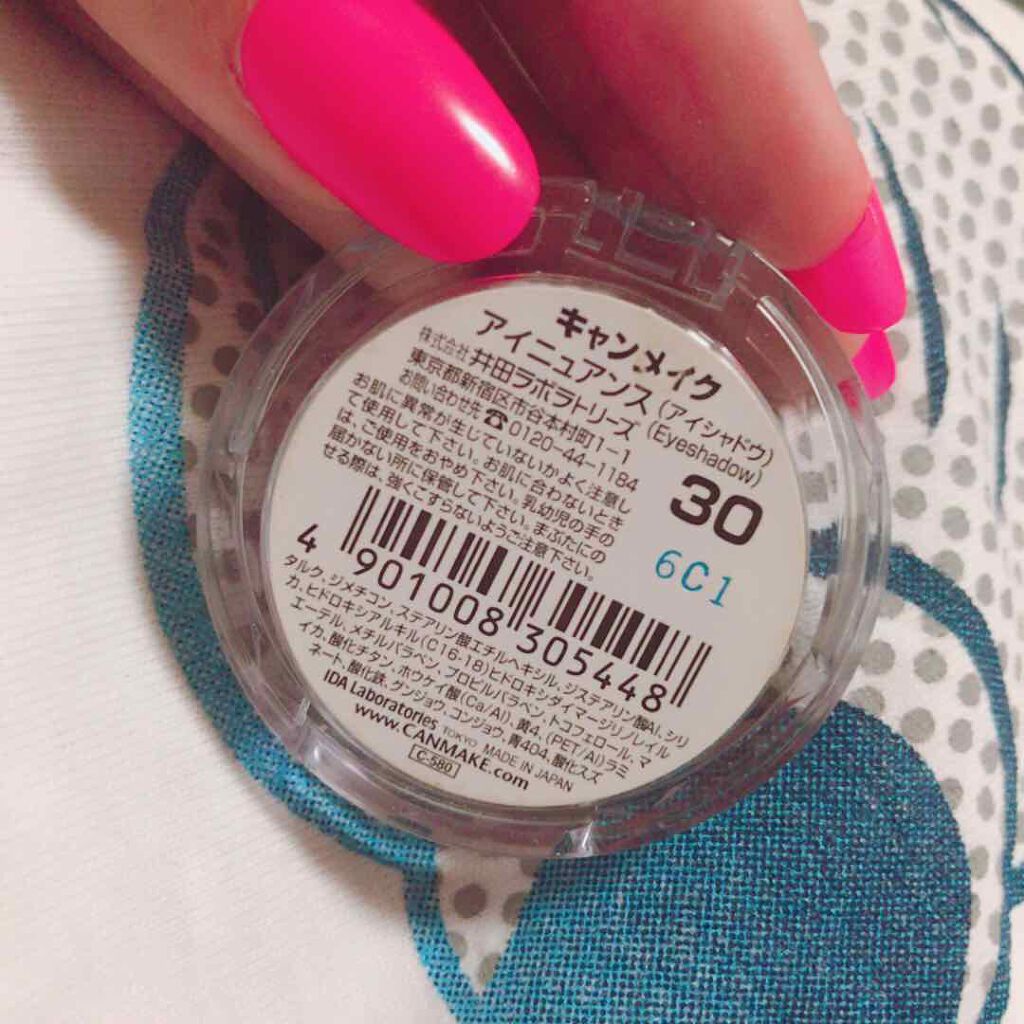 キャンメイク
アイニュアンス (アイシャドウ)
(Eyeshadow)
株式会社 井田ラボラトリーズ
東京都新宿区市谷本村町1-1
お問い合わせ先 ☎0120-44-1184
お肌に異常が生じていないかよく注意し
て使用して下さい。お肌に合わないとき
は、ご使用をおやめ下さい。乳幼児の手の
届かない所に保管して下さい。まぶたにの
せる際は、強くこすらないようご注意下さい。
30
6C1
4 901008 305448
タルク、ジメチコン、ステアリン酸エチルヘキシル、ジステアリン酸Al、シリ
カ、ヒドロキシアルキル(C16-18)ヒドロキシダイマージリノレイル
エーテル、メチルパラベン、プロピルパラベン、トコフェロール、マ
イカ、酸化チタン、ホウケイ酸(Ca/Al)、黄4、(PET/Al)ラミ
ネート、酸化鉄、グンジョウ、コンジョウ、青404、酸化スズ
IDA Laboratories TOKYO MADE IN JAPAN
www.CANMAKE.com
C-580